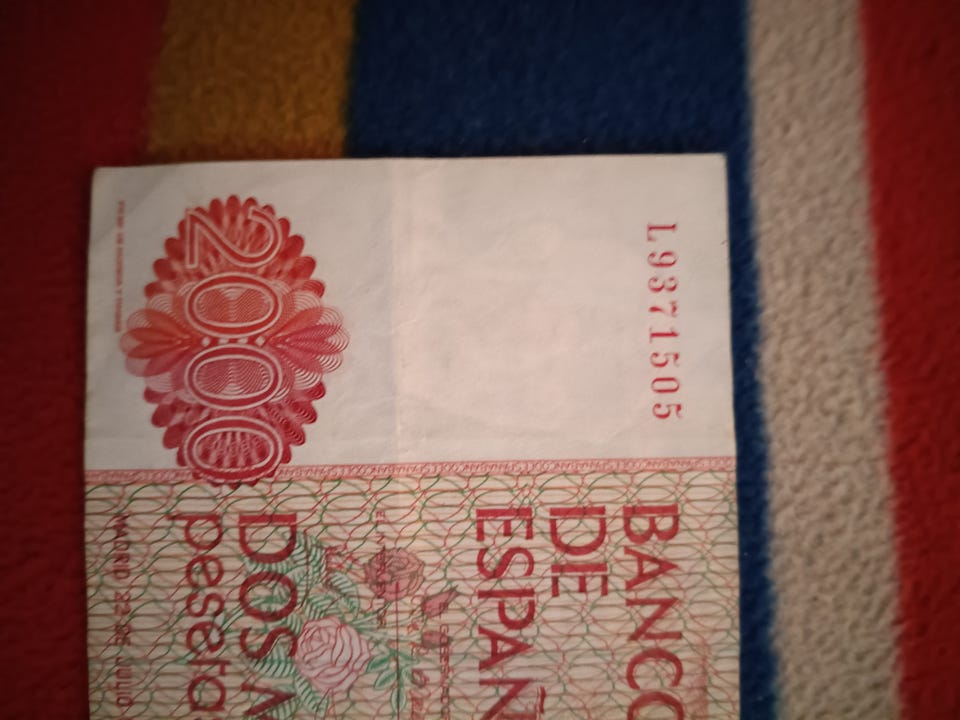 L9371505
BANCO
DE
ESPAÑ
DOS M
peseta
MADRID 22 DE JULIO
2000